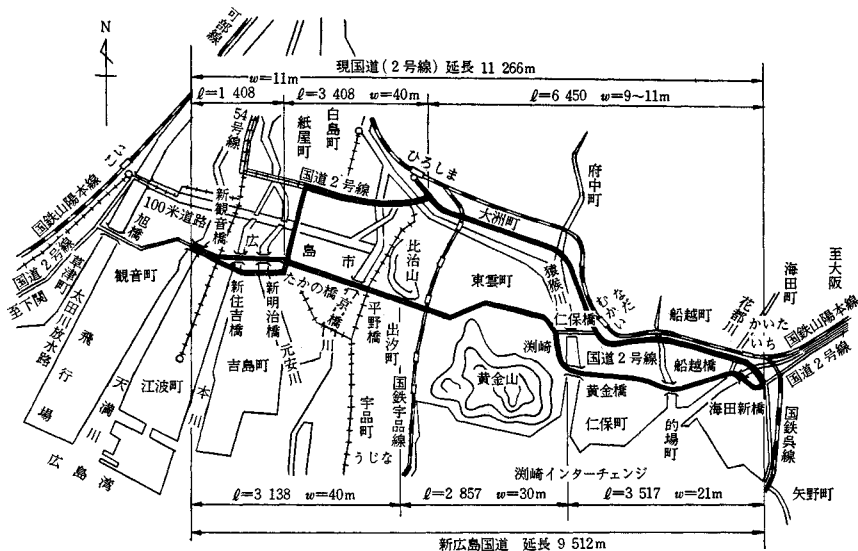 N
可部線
現国道(2号線) 延長 11 266m
w=11m
ℓ=1 408
ℓ=3 408 w=40m
ℓ=6 450 w=9~11m
54号線
紙屋町
白島町
ひろしま
国道2号線
府中町
国鉄山陽本線
国道2号線
草津町
至下関
100米道路
旭橋
新観音橋
観音町
広島市
大洲町
比治山
東雲町
猿猴川
仁保橋
むかいなだ
船越町
花都川
海田町
至大阪
かいたいち
国鉄山陽本線
国道2号線
新住吉橋
新明治橋
たかの橋
平野橋
出汐町
渕崎
国道2号線
船越橋
太田川放水路
飛行場
天満川
江波町
吉島町
本川
元安川
宇品町
うじな
国鉄宇品線
黄金山
黄金橋
仁保町
的場町
海田新橋
国鉄呉線
矢野町
広島湾
渕崎インターチェンジ
ℓ=3 138 w=40m
ℓ=2 857 w=30m
ℓ=3 517 w=21m
新広島国道 延長 9 512m